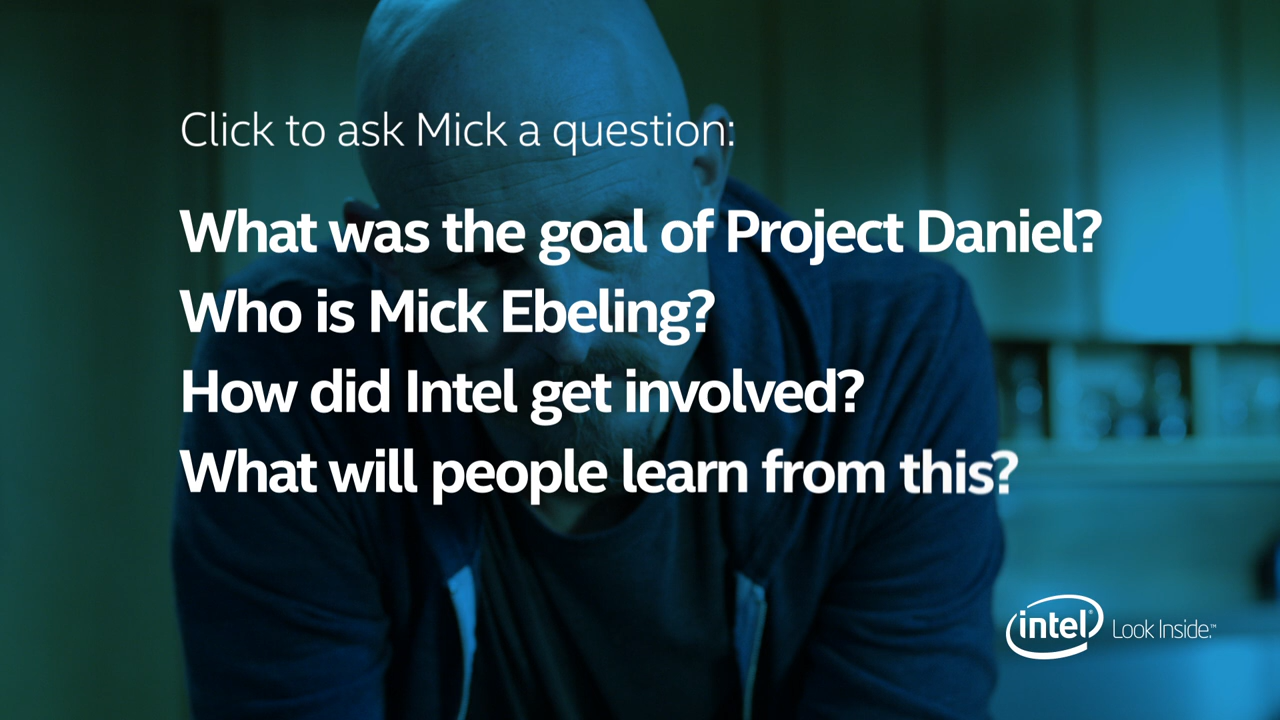 Click to ask Mick a question:
What was the goal of Project Daniel?
Who is Mick Ebeling?
How did Intel get involved?
What will people learn from this?
intel® Look Inside.™